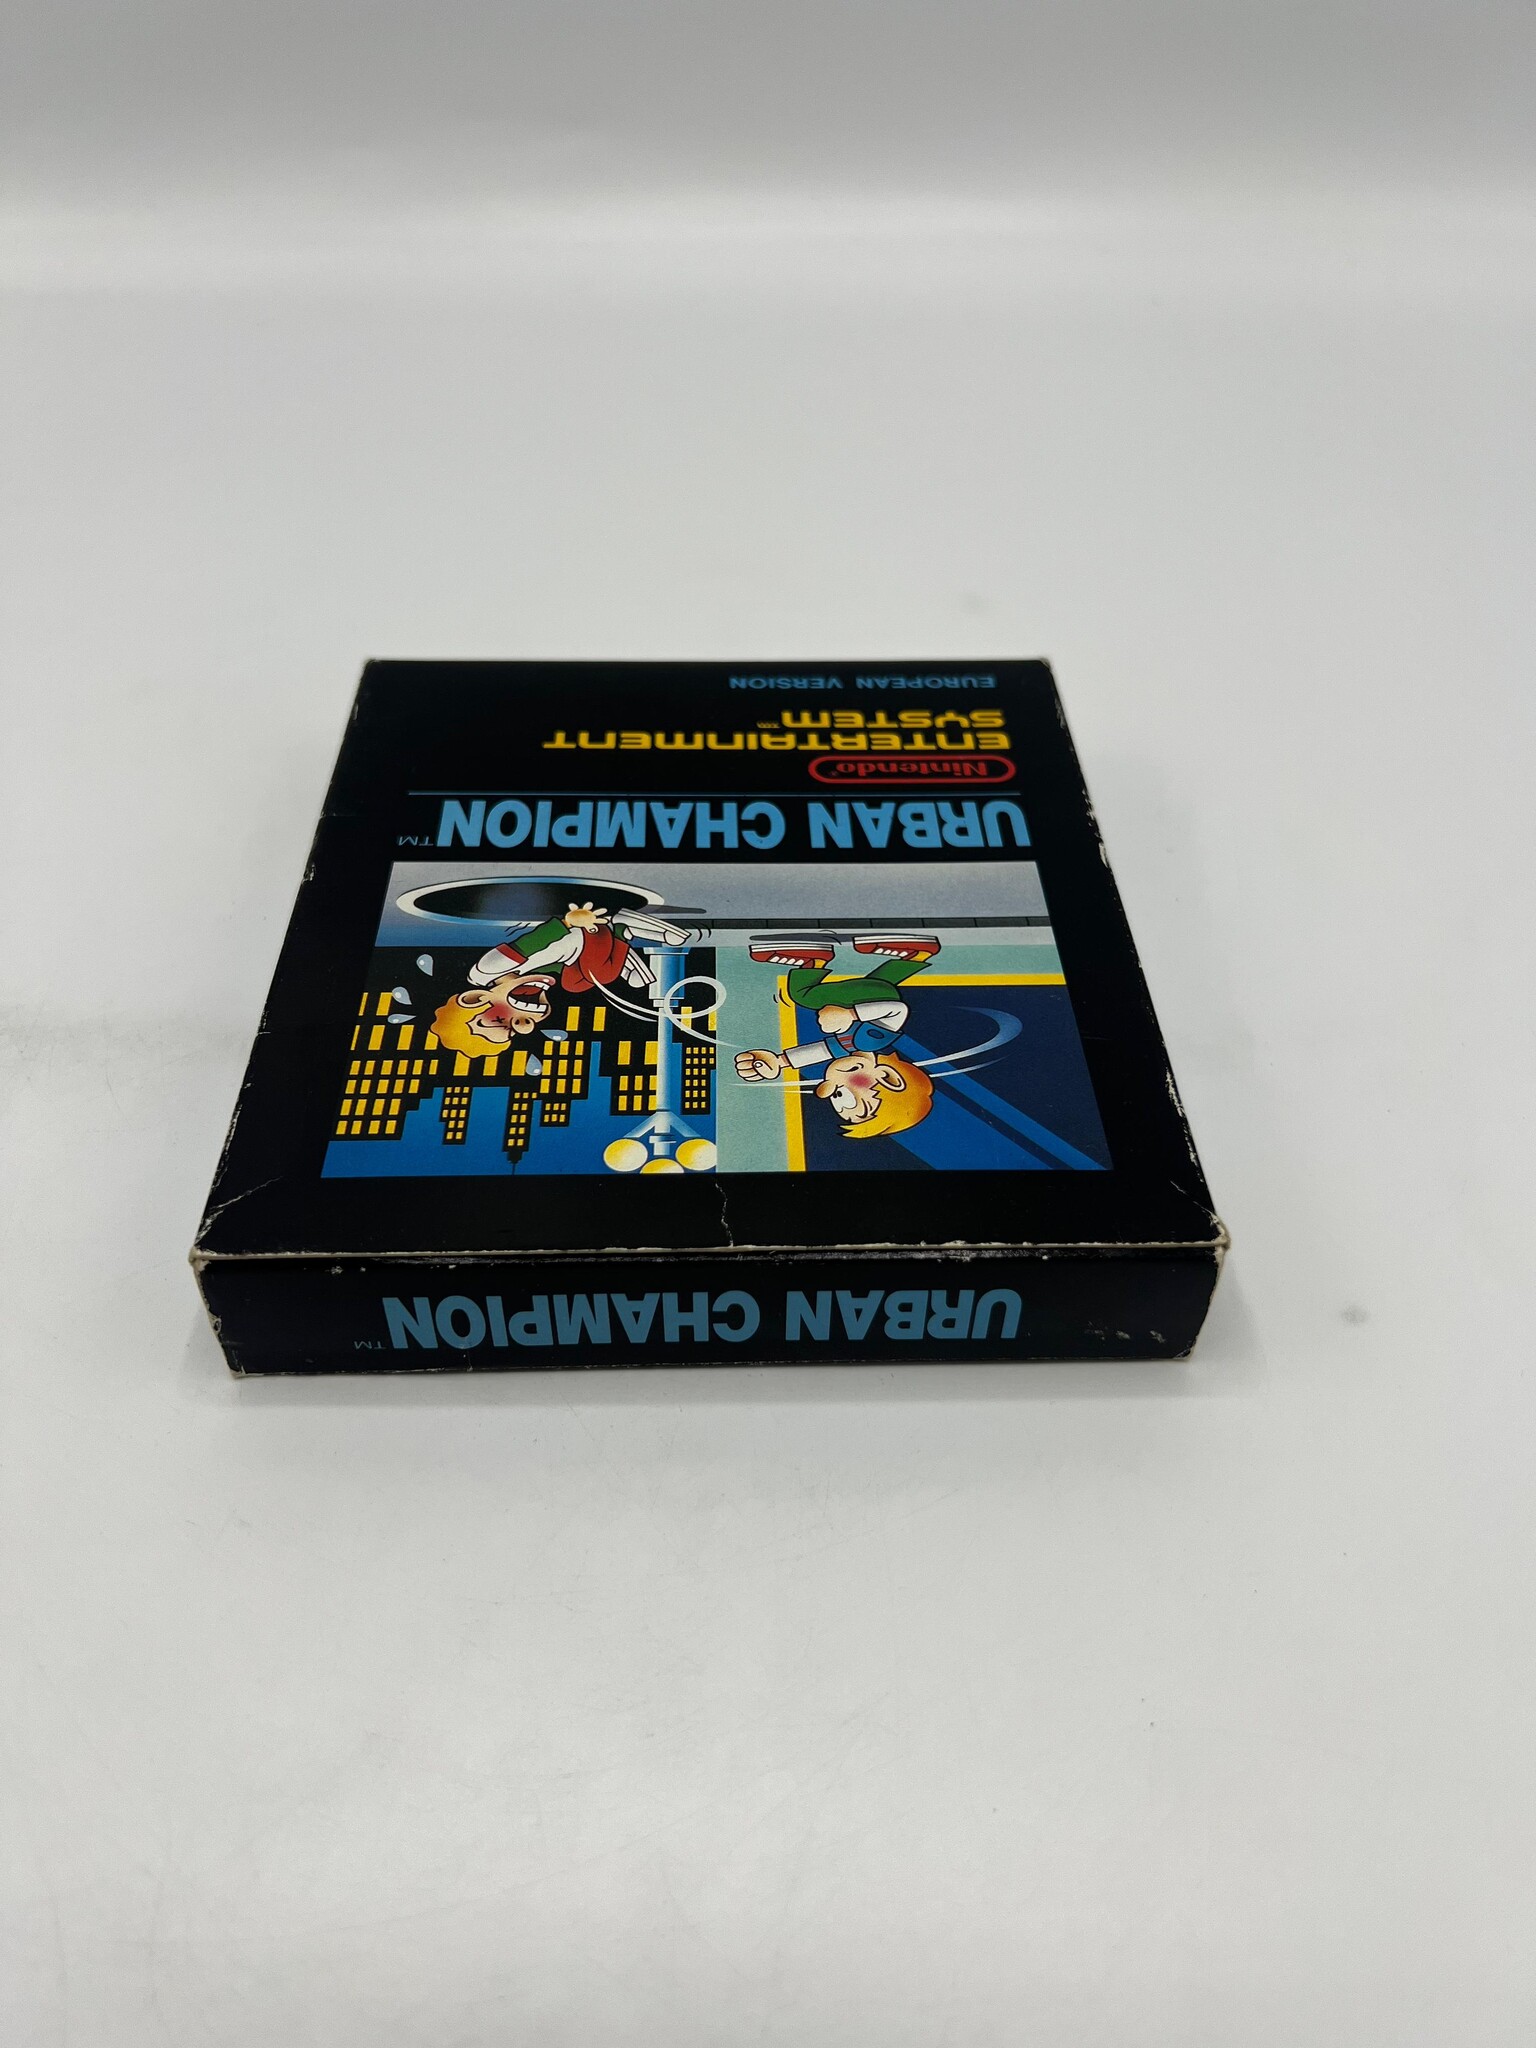 URBAN CHAMPION™
URBAN CHAMPION™
Nintendo®
ENTERTAINMENT
SYSTEM™
EUROPEAN VERSION